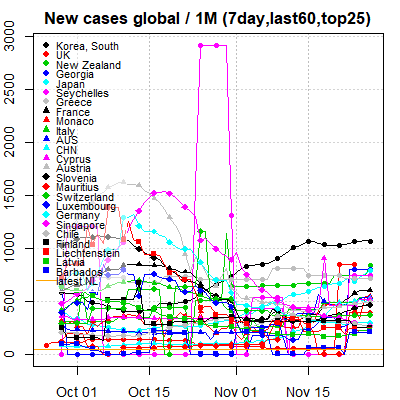 New cases global / 1M (7day,last60,top25)
3000
2500
2000
1500
1000
500
0
Korea, South
UK
New Zealand
Georgia
Japan
Seychelles
Greece
France
Monaco
Italy
AUS
CHN
Cyprus
Austria
Slovenia
Mauritius
Switzerland
Luxembourg
Germany
Singapore
Chile
Finland
Liechtenstein
Latvia
Barbados
latest NL
Oct 01
Oct 15
Nov 01
Nov 15